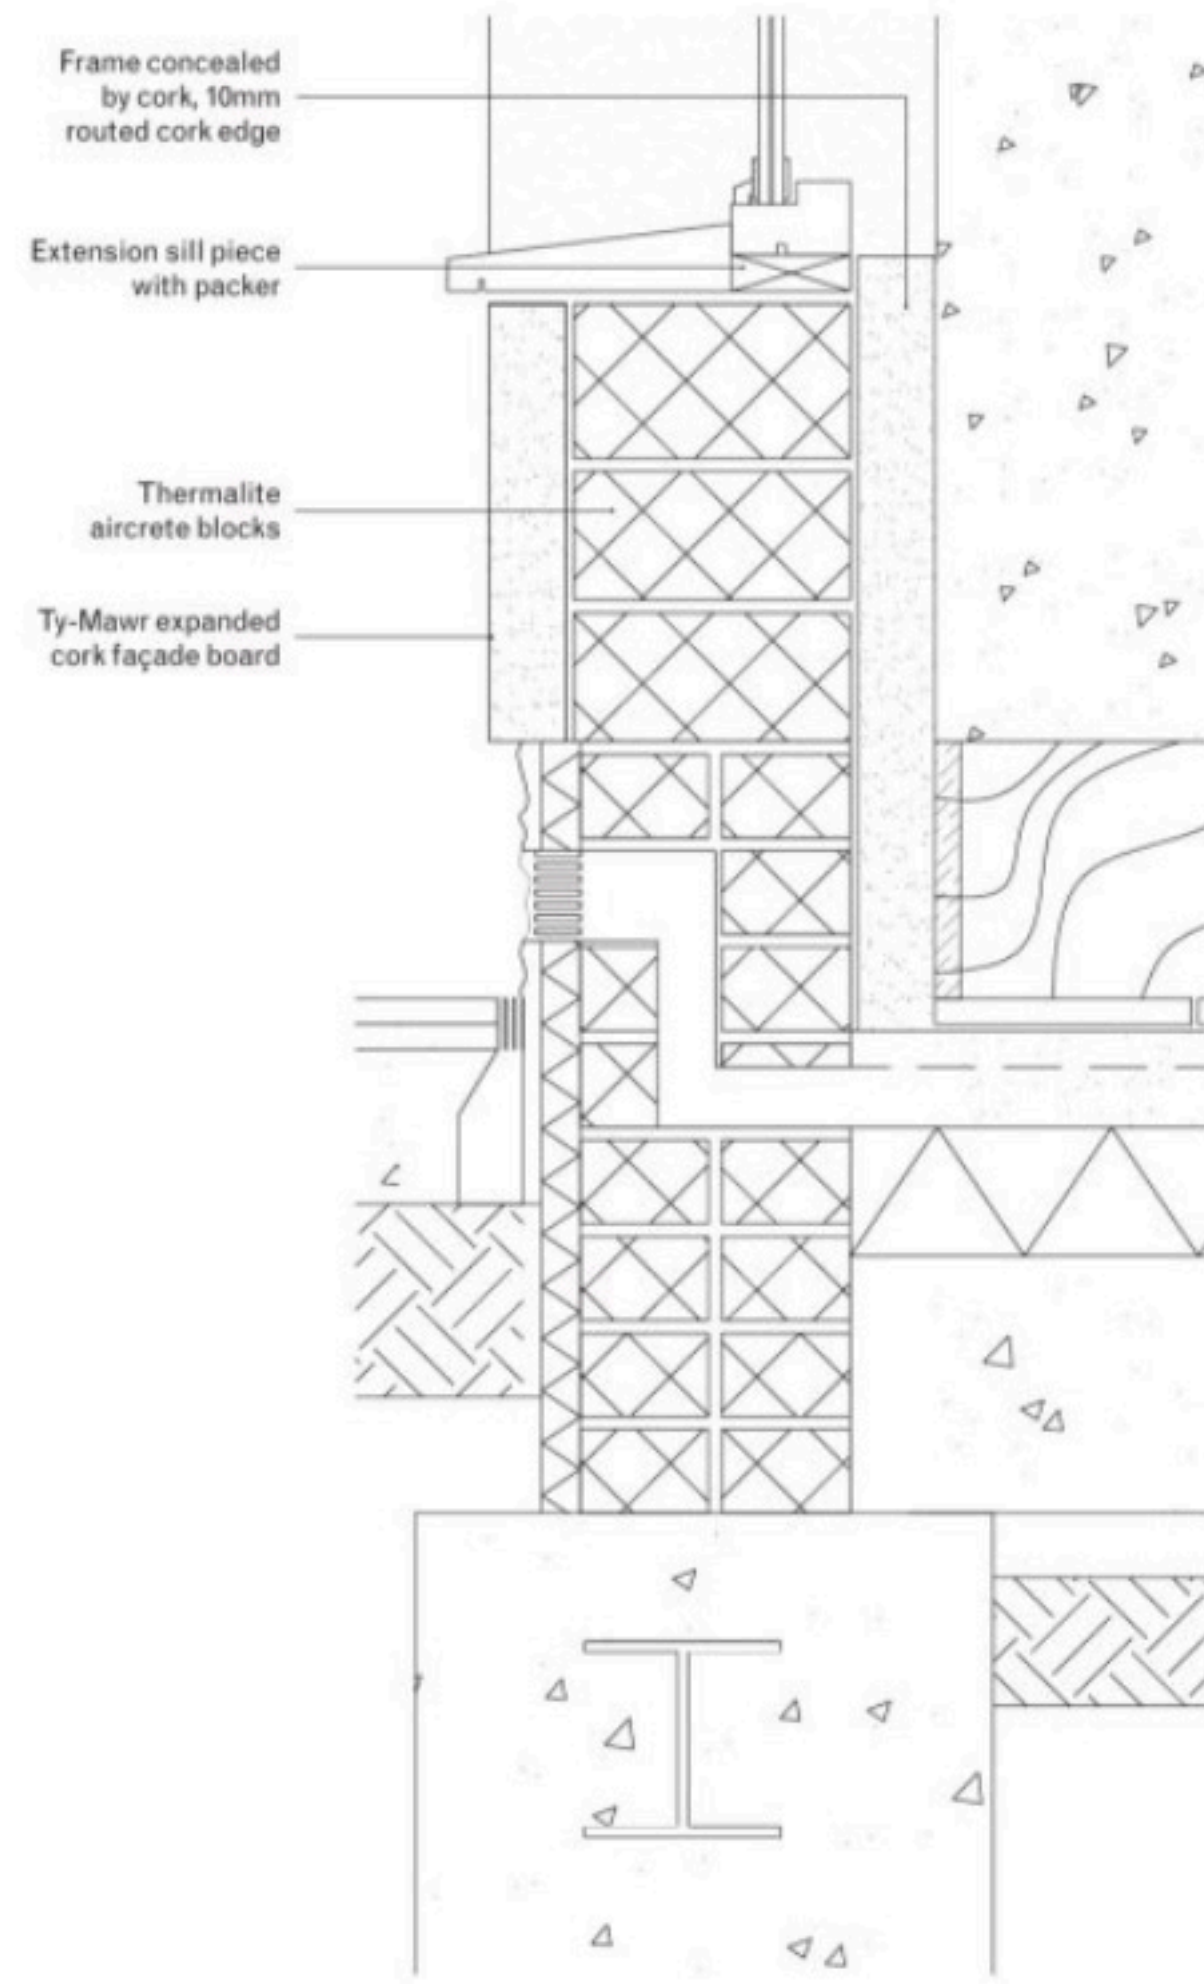 Frame concealed
by cork, 10mm
routed cork edge
Extension sill piece
with packer
Thermalite
aircrete blocks
Ty-Mawr expanded
cork façade board